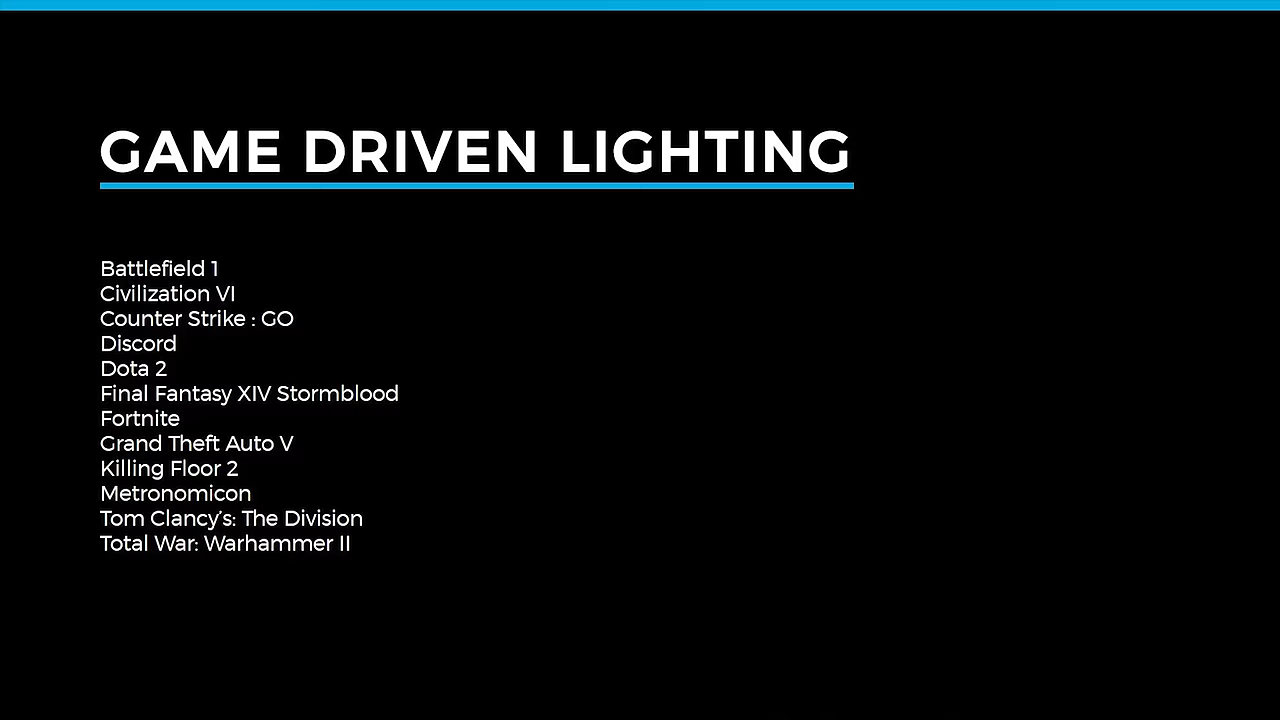 GAME DRIVEN LIGHTING
Battlefield 1
Civilization VI
Counter Strike : GO
Discord
Dota 2
Final Fantasy XIV Stormblood
Fortnite
Grand Theft Auto V
Killing Floor 2
Metronomicon
Tom Clancy’s: The Division
Total War: Warhammer II